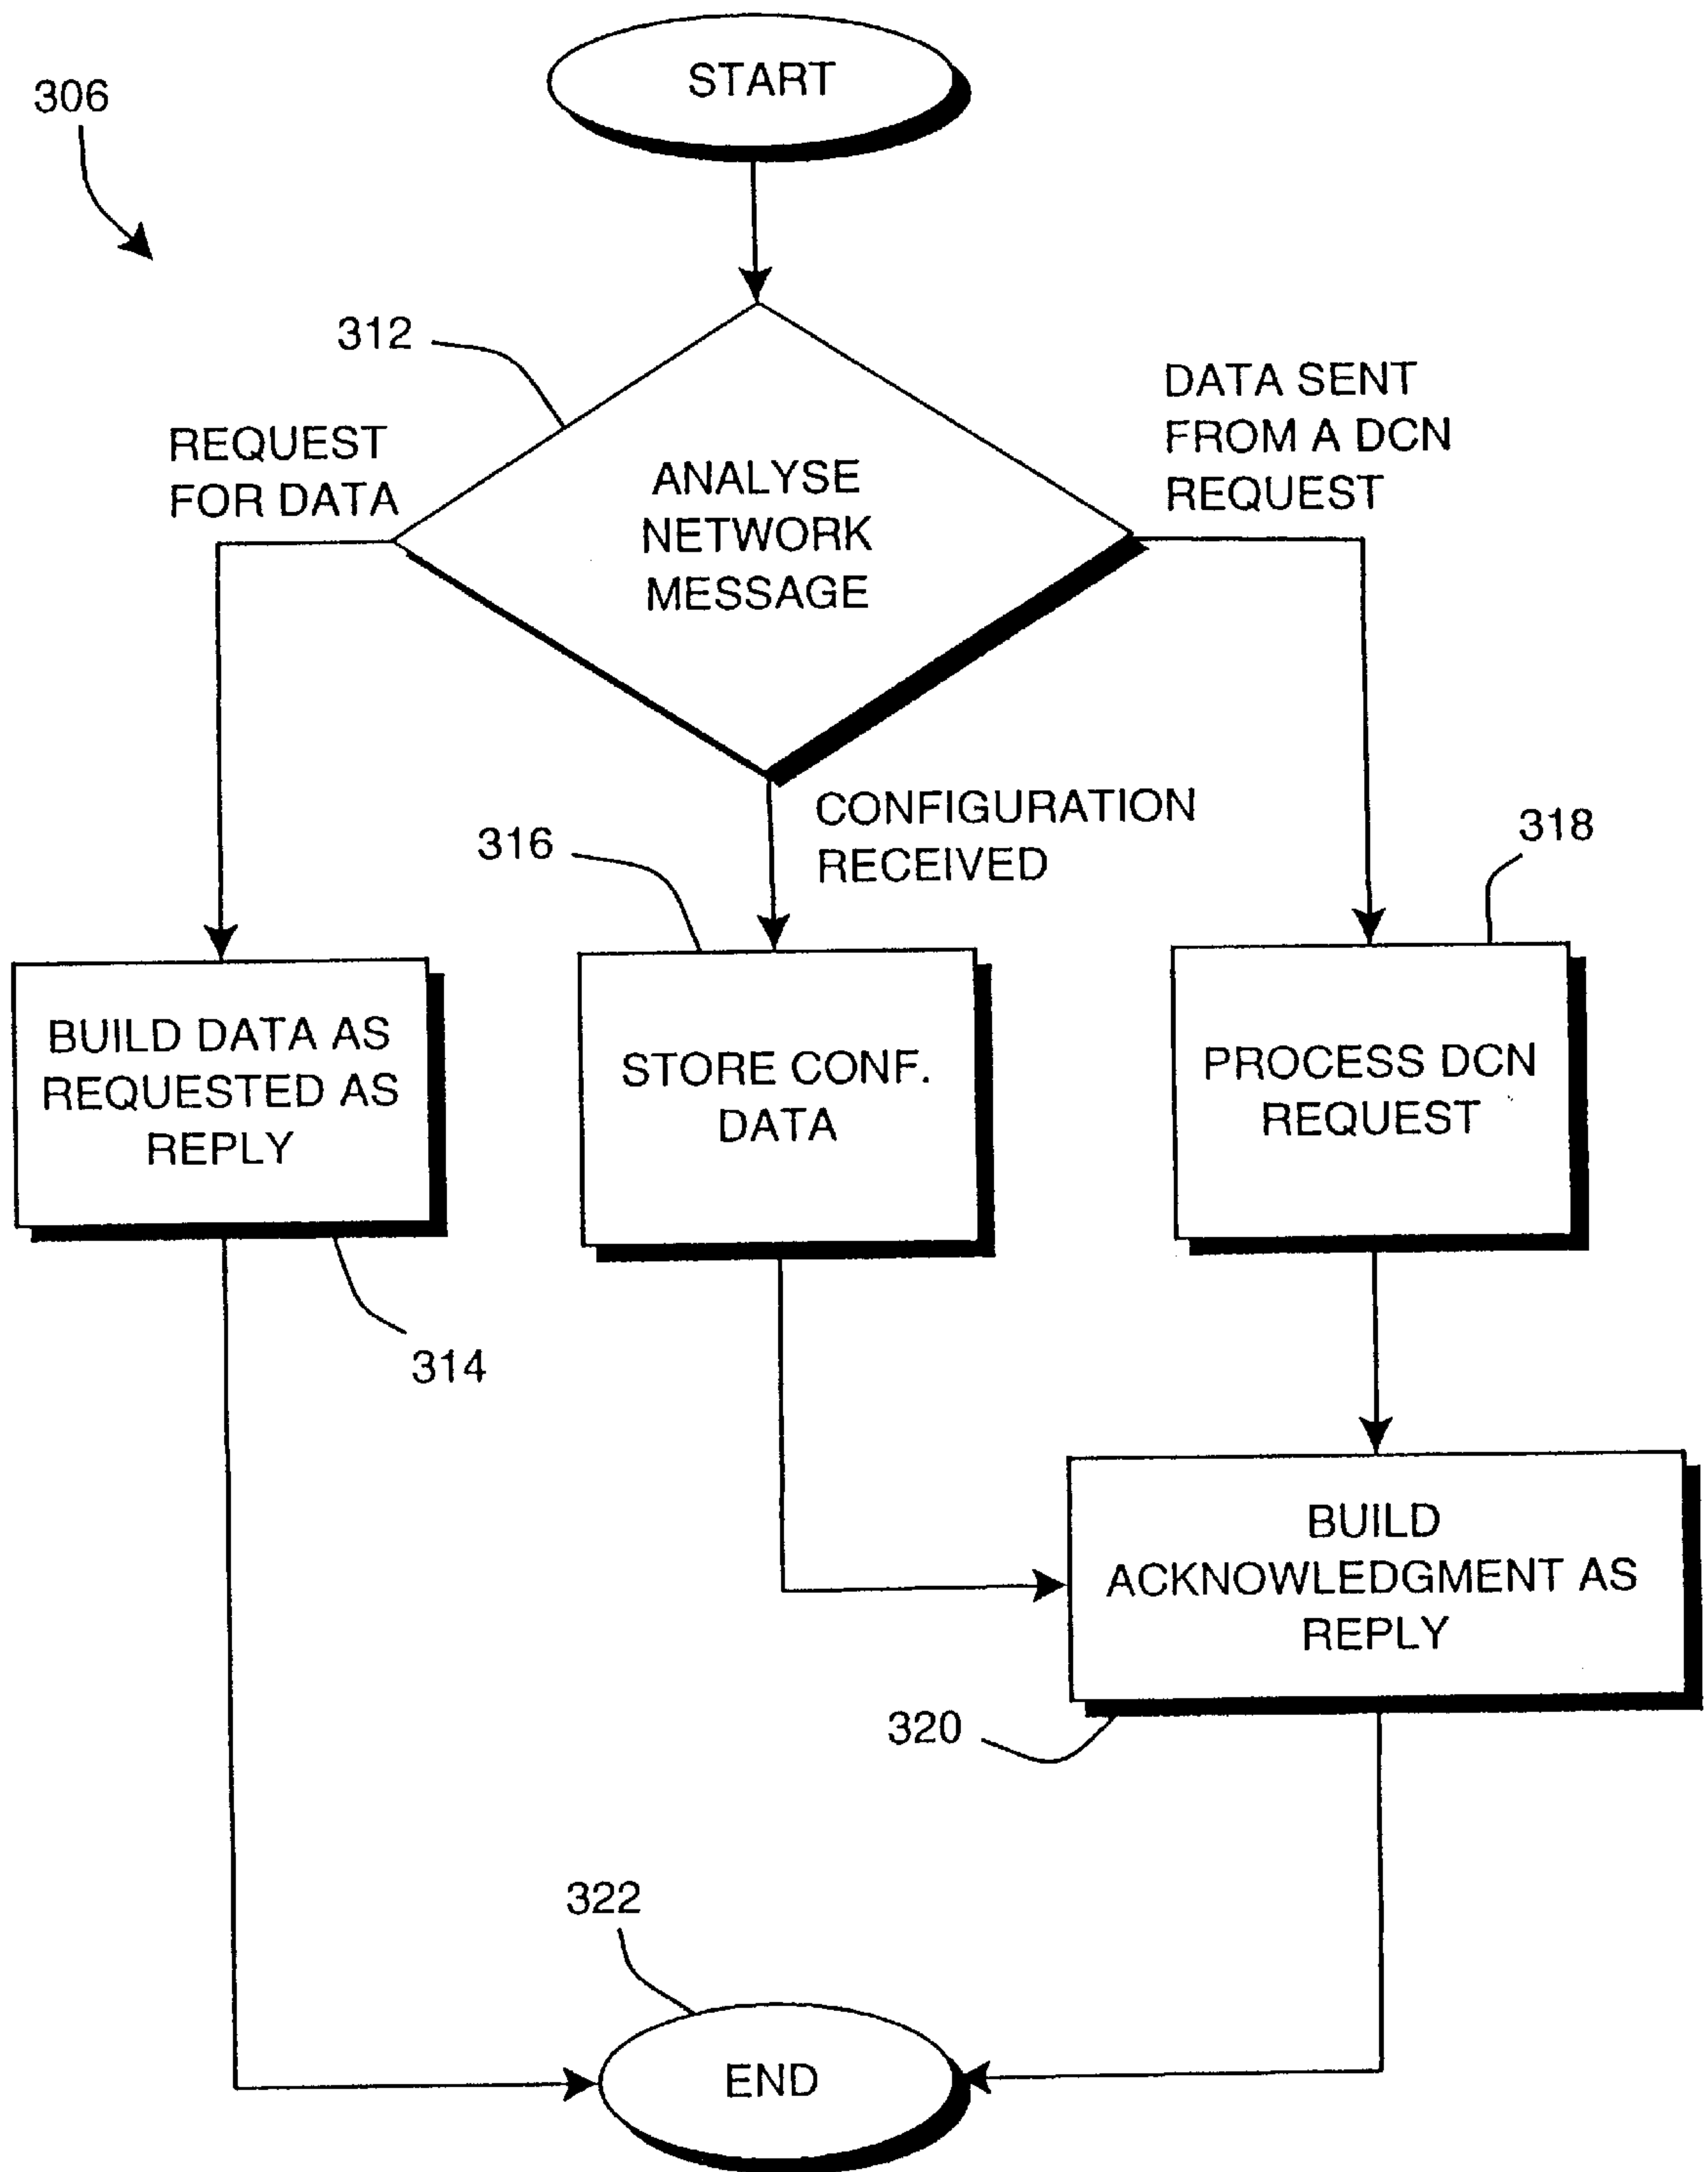 START
306
312
DATA SENT
FROM A DCN
REQUEST
REQUEST
FOR DATA
ANALYSE
NETWORK
MESSAGE
CONFIGURATION
RECEIVED
316
318
BUILD DATA AS
REQUESTED AS
REPLY
STORE CONF.
DATA
PROCESS DCN
REQUEST
314
BUILD
ACKNOWLEDGMENT AS
REPLY
320
322
END